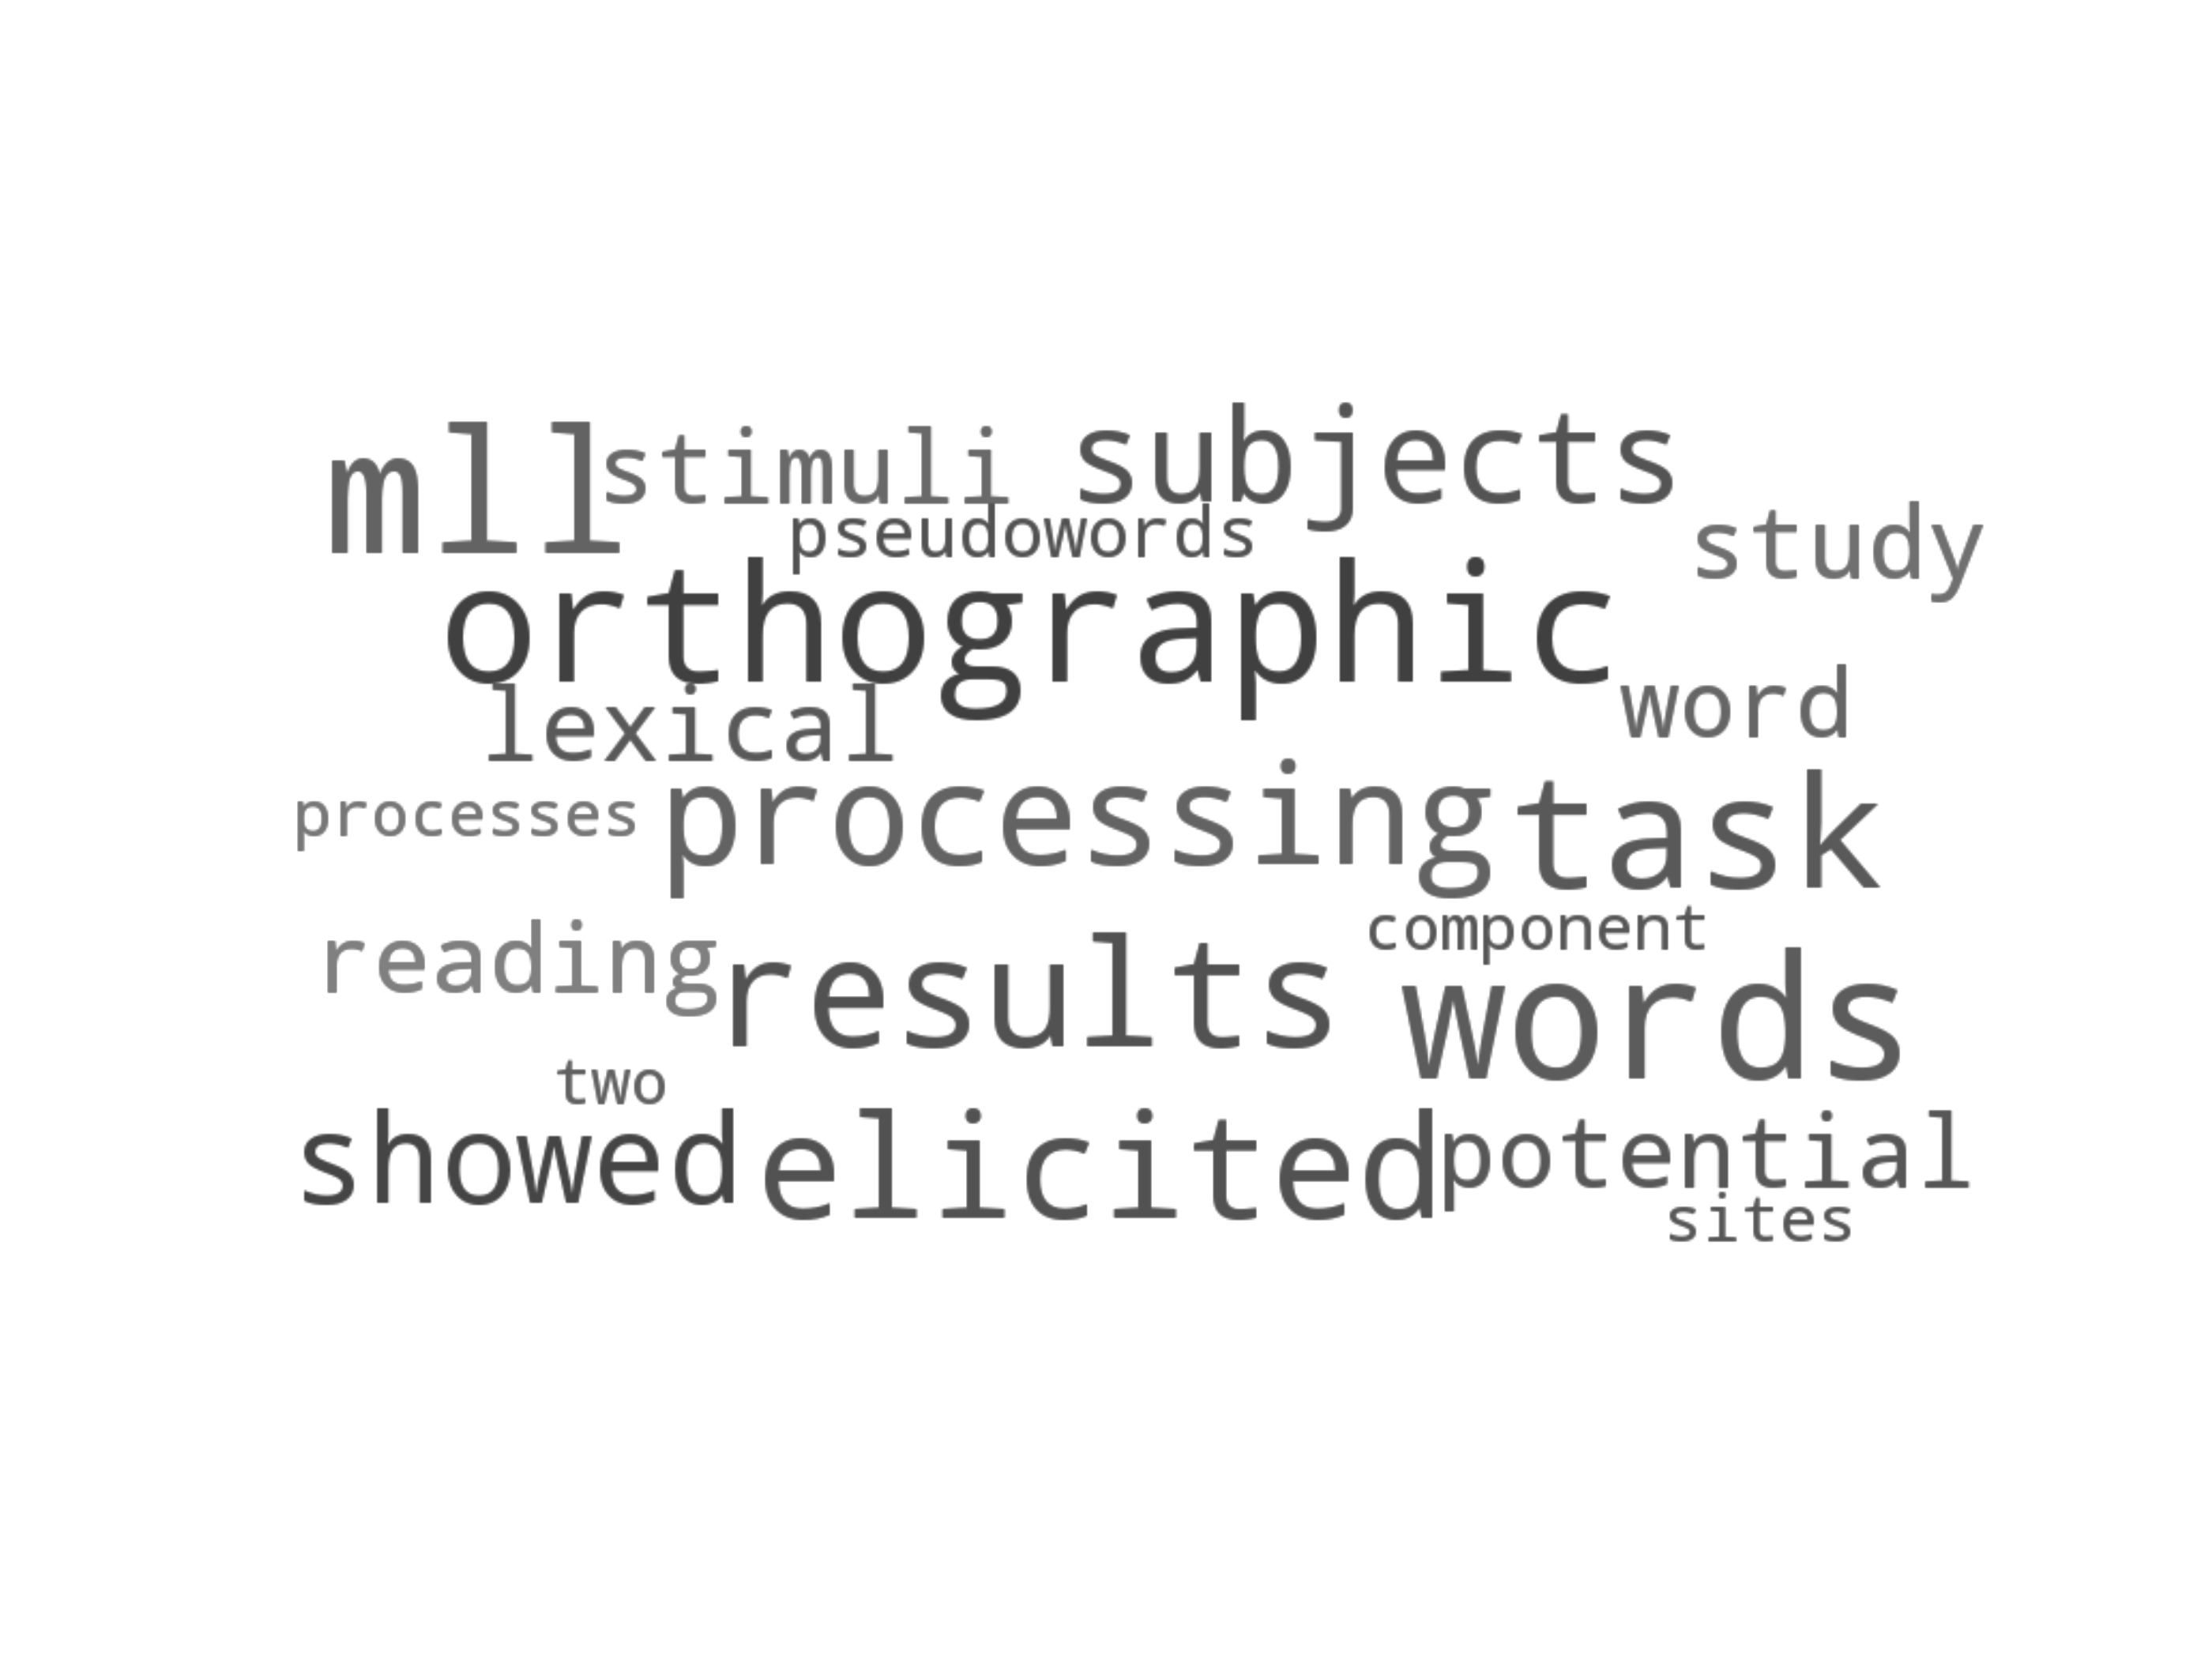 mll stimuli subjects
pseudowords study
orthographic
lexical word
processes processing task
reading results component
words
two
showed elicited potential
sites